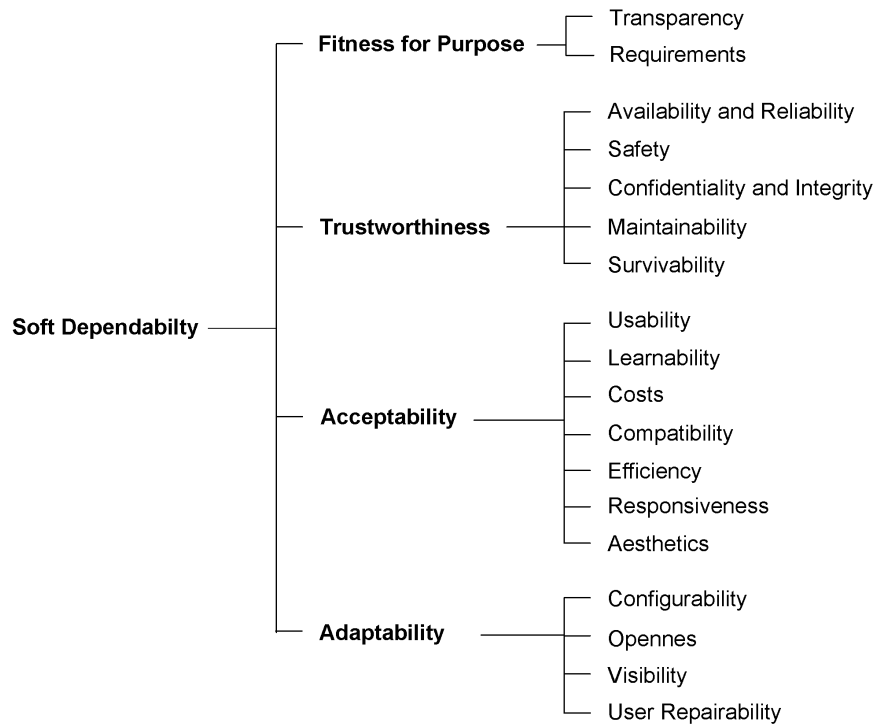 Fitness for Purpose
Transparency
Requirements
Trustworthiness
Availability and Reliability
Safety
Confidentiality and Integrity
Maintainability
Survivability
Soft Dependabilty
Acceptability
Usability
Learnability
Costs
Compatibility
Efficiency
Responsiveness
Aesthetics
Adaptability
Configurability
Opennes
Visibility
User Repairability